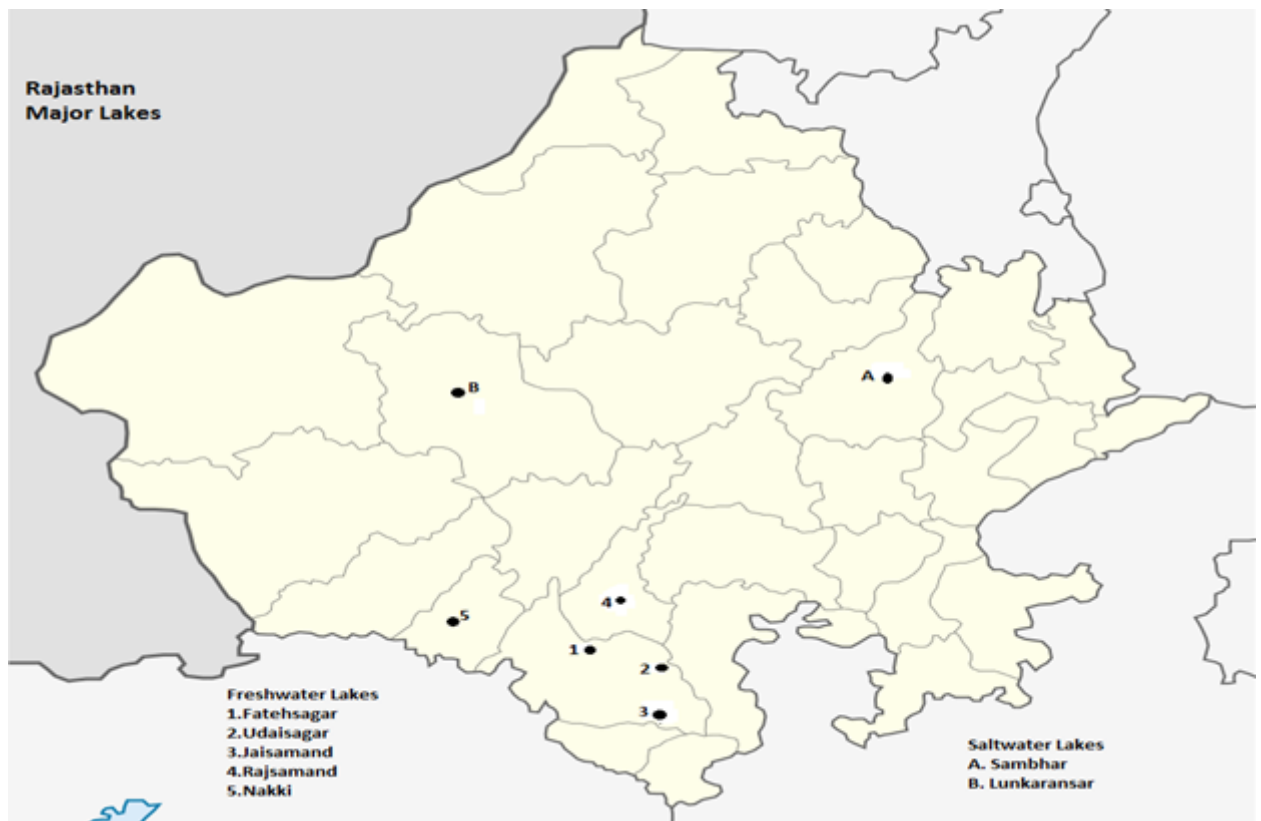 Rajasthan
Major Lakes
A
B
4
5
1
2
3
Freshwater Lakes
1.Fatehsagar
2.Udaisagar
3.Jaisamand
4.Rajsamand
5.Nakki
Saltwater Lakes
A. Sambhar
B. Lunkaransar